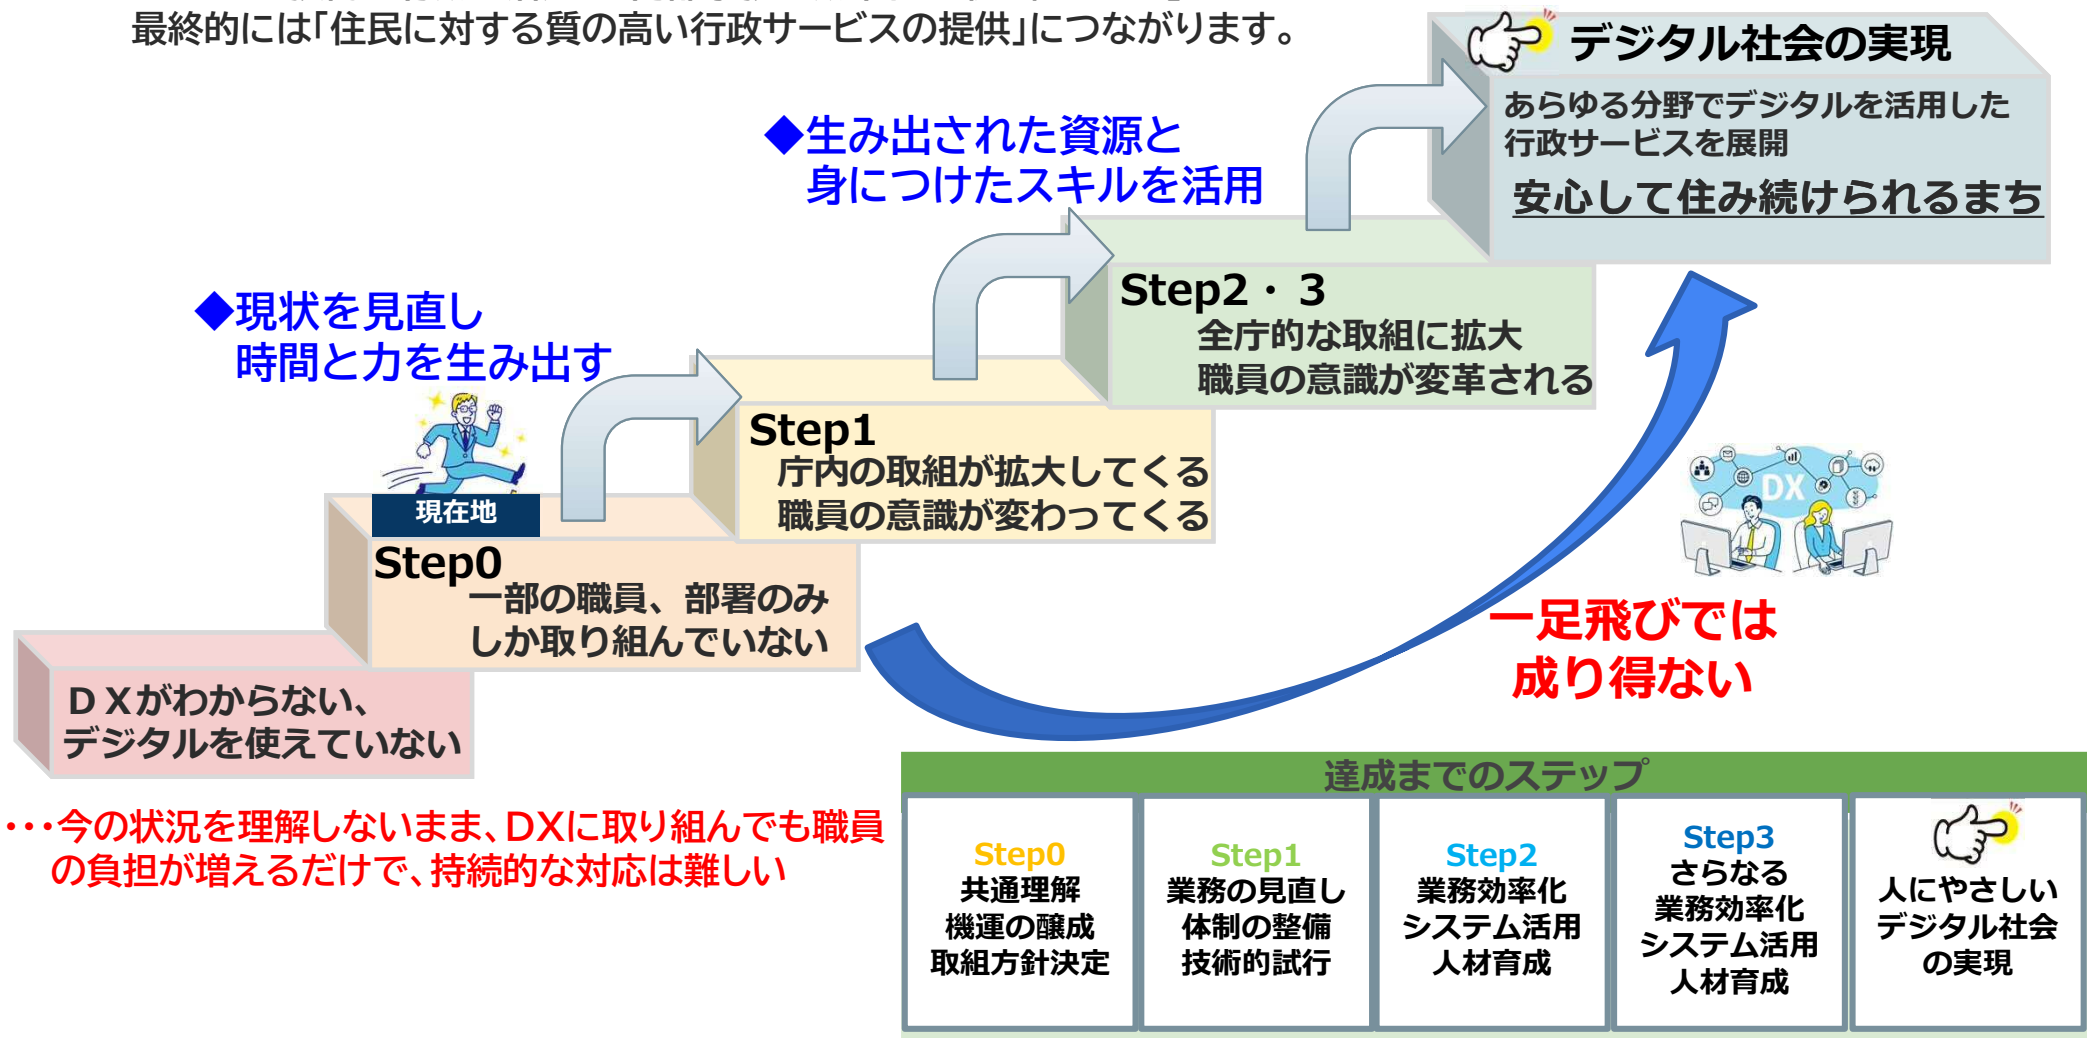 最終的には「住民に対する質の高い行政サービスの提供」につながります。
デジタル社会の実現
あらゆる分野でデジタルを活用した
行政サービスを展開
安心して住み続けられるまち
◆生み出された資源と
身につけたスキルを活用
Step2・3
全庁的な取組に拡大
職員の意識が変革される
◆現状を見直し
時間と力を生み出す
Step1
庁内の取組が拡大してくる
職員の意識が変わってくる
現在地
Step0
一部の職員、部署のみ
しか取り組んでいない
DX
一足飛びでは
成り得ない
ＤＸがわからない、
デジタルを使えていない
・・・今の状況を理解しないまま、DXに取り組んでも職員
の負担が増えるだけで、持続的な対応は難しい
達成までのステップ
Step0
共通理解
機運の醸成
取組方針決定
Step1
業務の見直し
体制の整備
技術的試行
Step2
業務効率化
システム活用
人材育成
Step3
さらなる
業務効率化
システム活用
人材育成
人にやさしい
デジタル社会
の実現